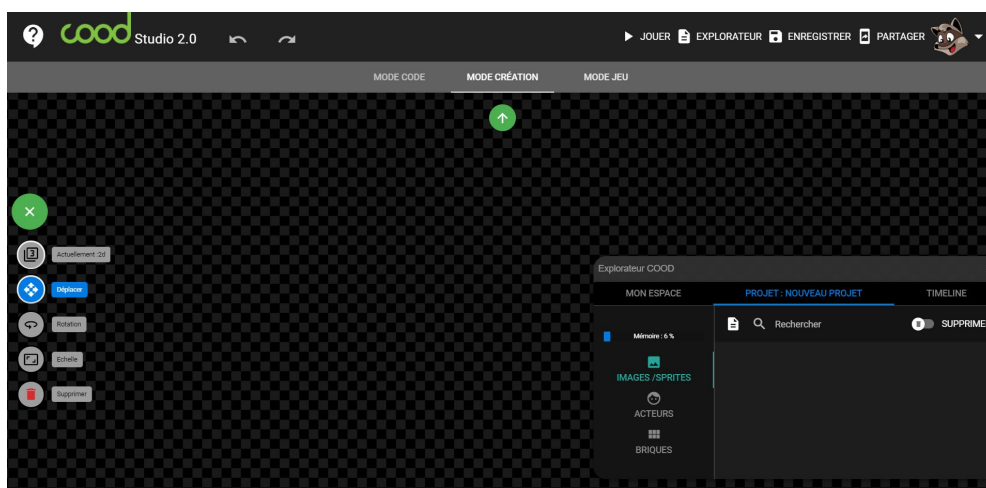 cood Studio 2.0
JOUER EXPLORATEUR ENREGISTRER PARTAGER
MODE CODE MODE CRÉATION MODE JEU
3 Actuellement :2d
Déplacer
Rotation
Echelle
Supprimer
Explorateur COOD
MON ESPACE PROJET : NOUVEAU PROJET TIMELINE
Rechercher SUPPRIME
Mémoire : 6 %
IMAGES /SPRITES
ACTEURS
BRIQUES